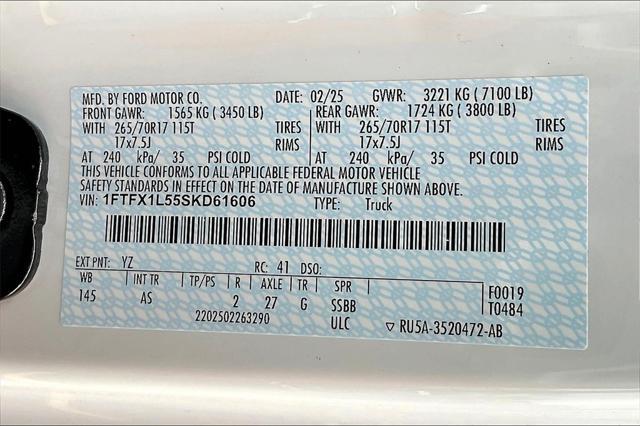 MFD. BY FORD MOTOR CO. DATE: 02/25 GVWR: 3221 KG ( 7100 LB)
FRONT GAWR: 1565 KG ( 3450 LB) REAR GAWR: 1724 KG ( 3800 LB)
WITH 265/70R17 115T TIRES WITH 265/70R17 115T TIRES
17x7.5J RIMS 17x7.5J RIMS
AT 240 kPa/ 35 PSI COLD AT 240 kPa/ 35 PSI COLD
THIS VEHICLE CONFORMS TO ALL APPLICABLE FEDERAL MOTOR VEHICLE
SAFETY STANDARDS IN EFFECT ON THE DATE OF MANUFACTURE SHOWN ABOVE.
VIN: 1FTFX1L55SKD61606 TYPE: Truck
EXT PNT: YZ RC: 41 DSO:
WB INT TR TP/PS R AXLE TR SPR F0019
145 AS 2 27 G SSBB T0484
2202502263290 ULC ▽ RU5A-3520472-AB